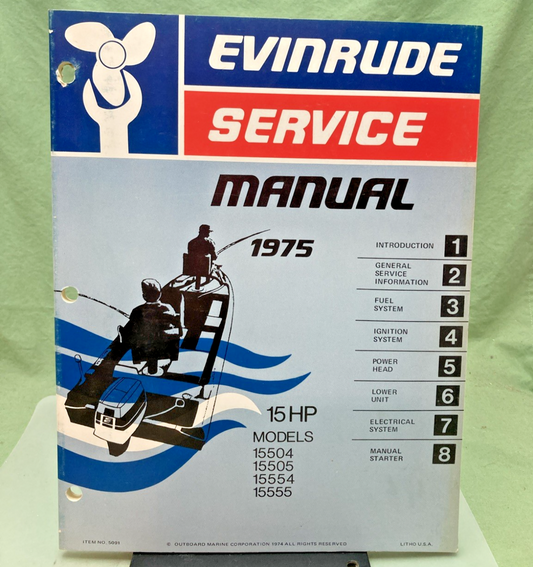 EVINRUDE
SERVICE
MANUAL
1975
INTRODUCTION 1
GENERAL
SERVICE
INFORMATION 2
FUEL
SYSTEM 3
IGNITION
SYSTEM 4
POWER
HEAD 5
LOWER
UNIT 6
ELECTRICAL
SYSTEM 7
MANUAL
STARTER 8
15 HP
MODELS
15504
15505
15554
15555
ITEM NO.
© OUTBOARD MARINE CORPORATION 1974 ALL RIGHTS RESERVED
LITHO U.S.A.